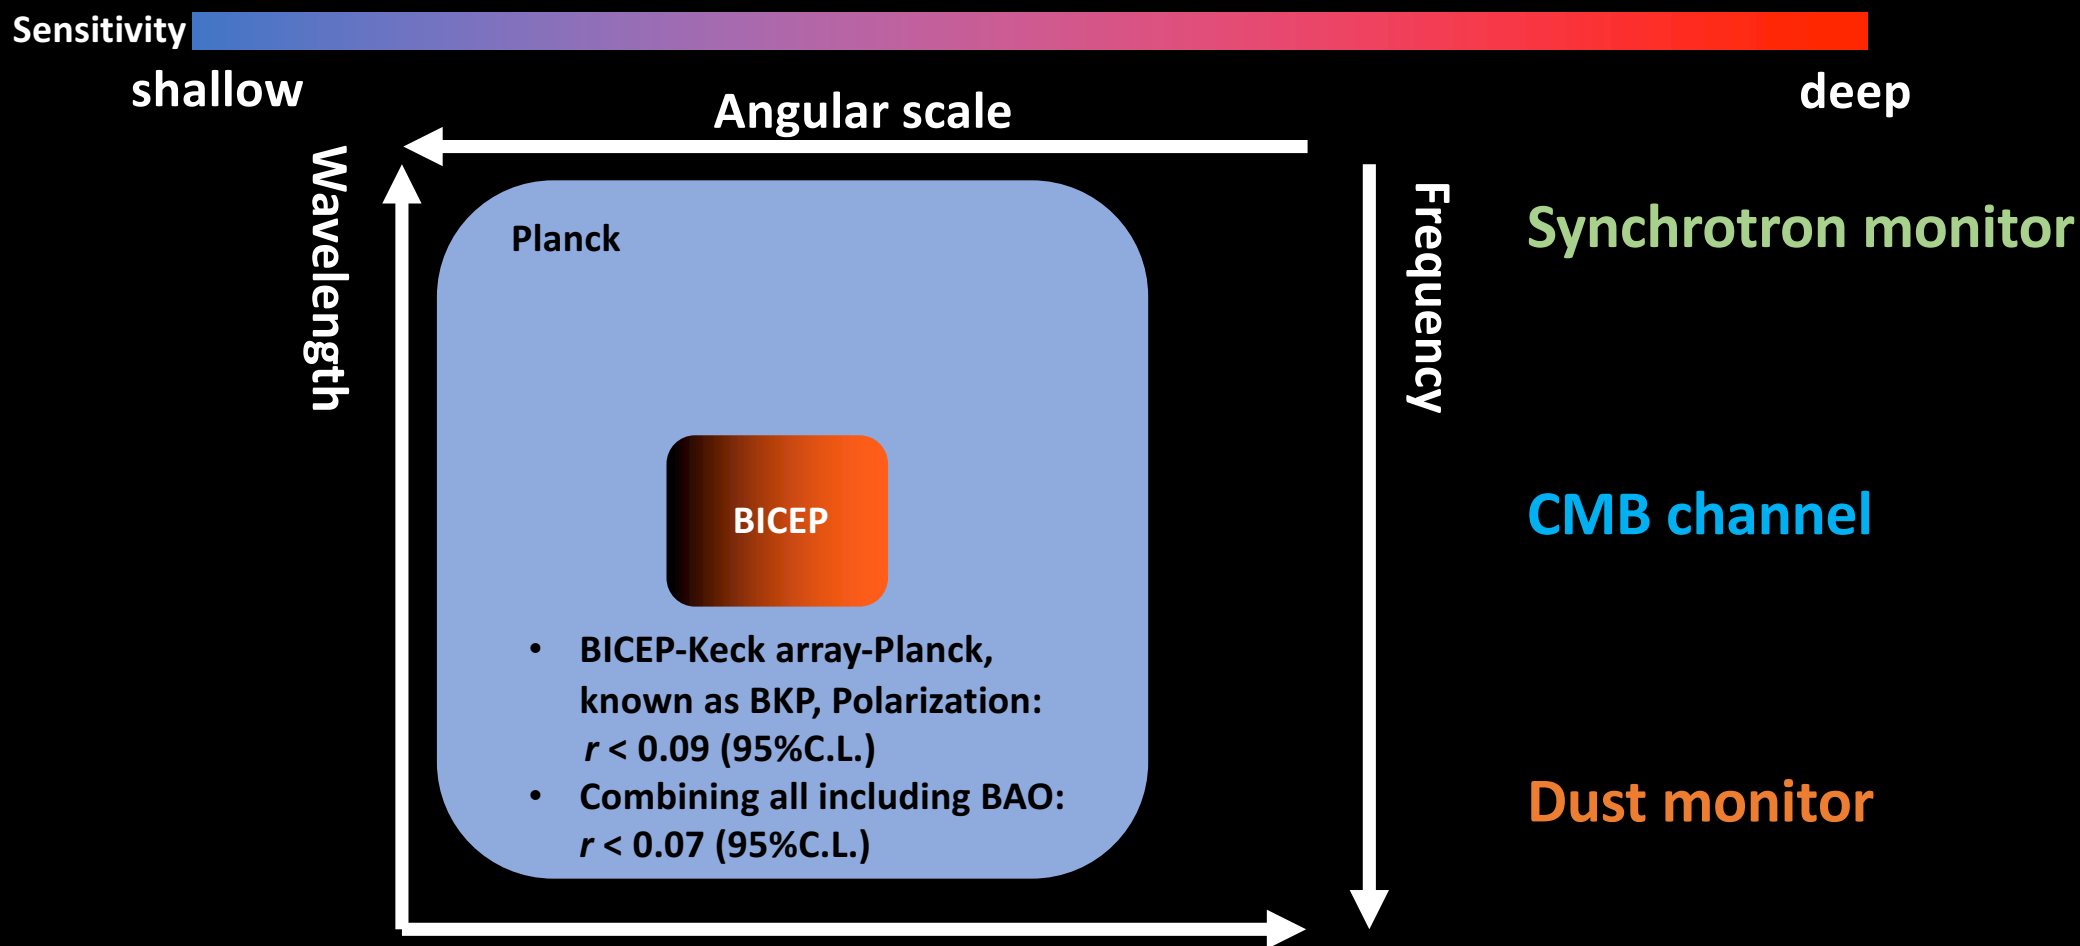 Sensitivity
shallow
deep
Angular scale
Wavelength
Frequency
Planck
Synchrotron monitor
BICEP
CMB channel
• BICEP-Keck array-Planck,
known as BKP, Polarization:
r < 0.09 (95%C.L.)
• Combining all including BAO:
r < 0.07 (95%C.L.)
Dust monitor